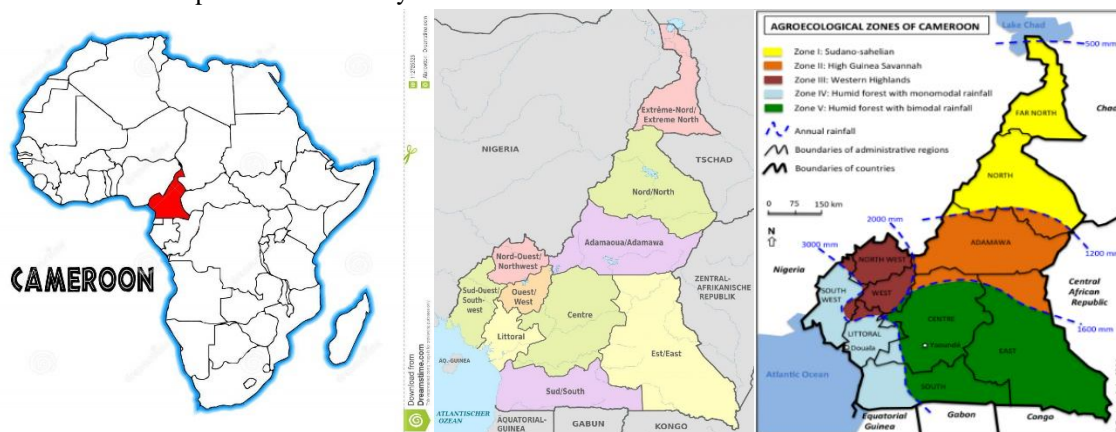 CAMEROON
Download from
Dreamstime.com
NIGERIA
Extrême-Nord/
Extreme North
TSCHAD
Nord/North
Adamaoua/Adamawa
Nord-Ouest/
Northwest
Ouest/
West
Sud-Ouest/
South-
west
Littoral
Centre
ZENTRAL-
AFRIKANISCHE
REPUBLIK
Est/East
ÄQ.-GUINEA
Sud/South
ATLANTISCHER
OZEAN
ÄQUATORIAL-
GUINEA
GABUN
KONGO
AGROECOLOGICAL ZONES OF CAMEROON
Zone I: Sudano-sahelian
Zone II: High Guinea Savannah
Zone III: Western Highlands
Zone IV: Humid forest with monomodal rainfall
Zone V: Humid forest with bimodal rainfall
Annual rainfall
Boundaries of administrative regions
Boundaries of countries
0 75 150 km
N
Lake Chad
500 mm
FAR NORTH
Chad
NORTH
2000 mm
3000 mm
ADAMAWA
1200 mm
Nigeria
NORTH WEST
WEST
SOUTH
WEST
Central
African
Republic
1600 mm
LITTORAL
Douala
CENTRE
Yaounde
EAST
SOUTH
Atlantic Ocean
Equatorial
Guinea
Gabon
Congo